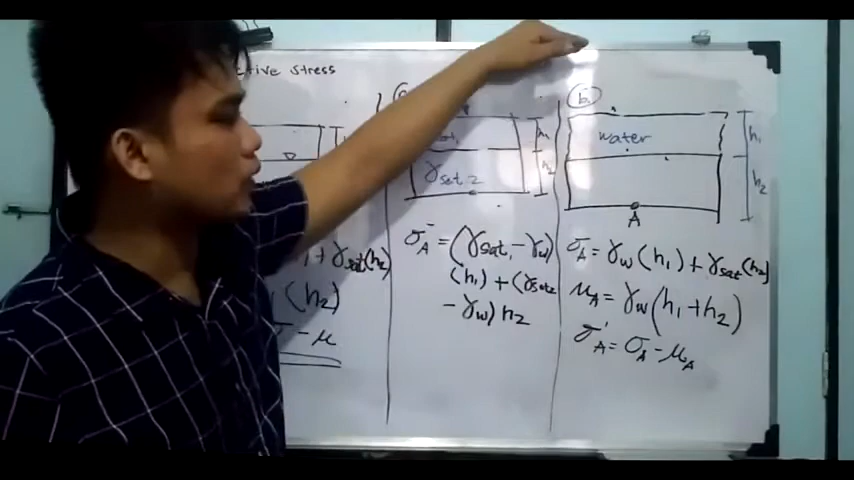 ctive Stress
γsat 2
σA‾ = (γsat₁ - γw)
(h₁) + (γsat₂
- γw) h₂
+ γsat(h₂)
(h₂)
- μ
h₁
h₂
b
water
h₁
h₂
A
σA = γw (h₁) + γsat (h₂)
μA = γw (h₁ + h₂)
σ'A = σA - μA